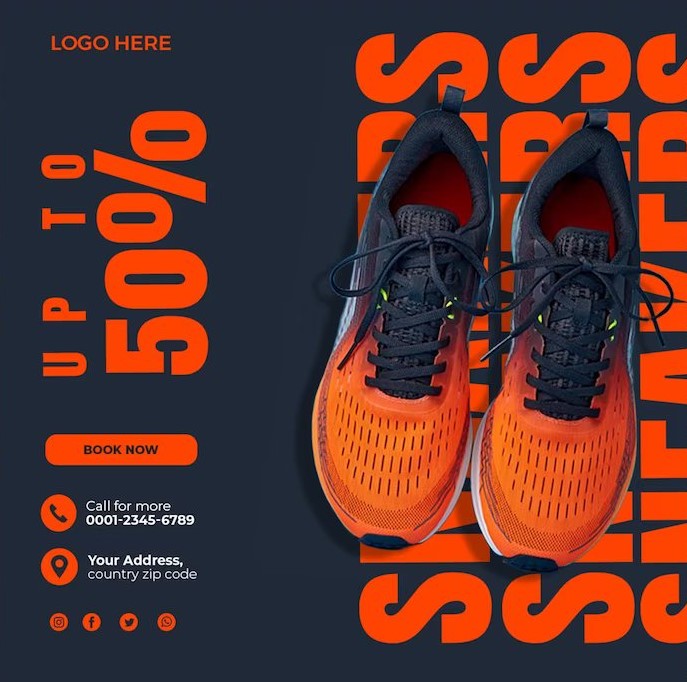 LOGO HERE
UP TO
50%
BOOK NOW
Call for more
0001-2345-6789
Your Address,
country zip code
SNEAKERS
SNEAKERS
SNEAKERS